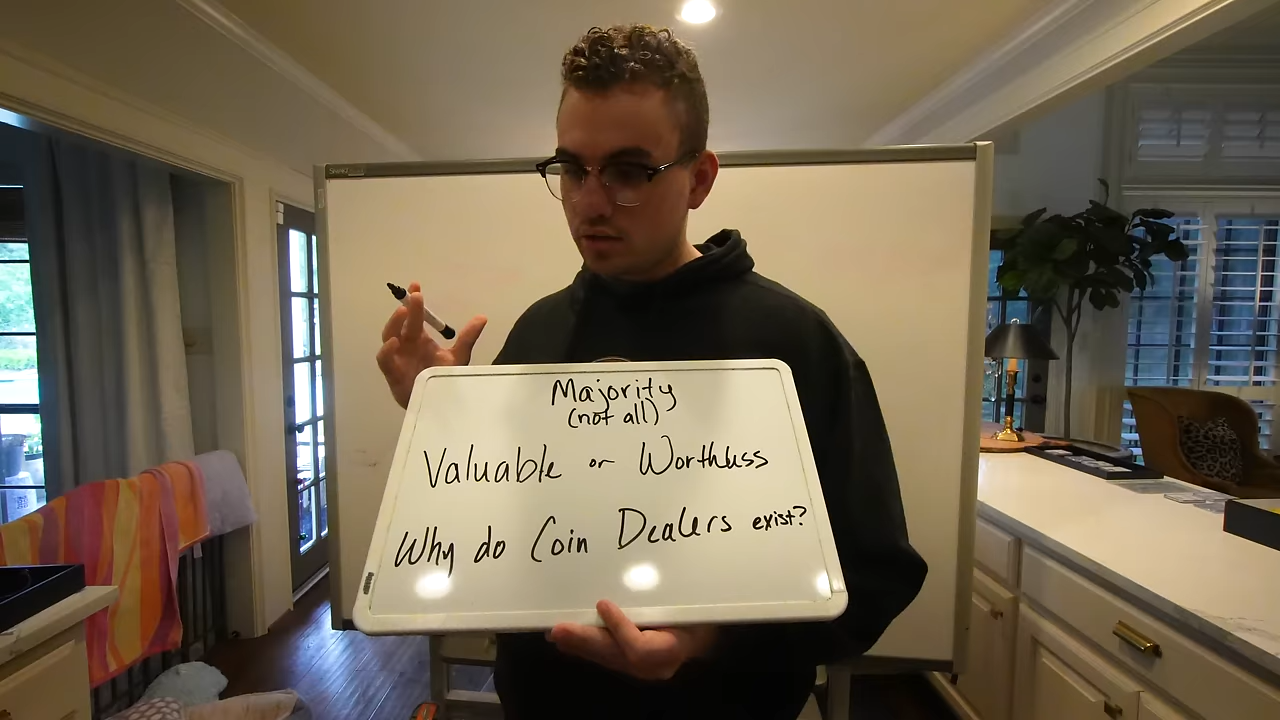 Majority
(not all)
Valuable or Worthless
Why do Coin Dealers exist?